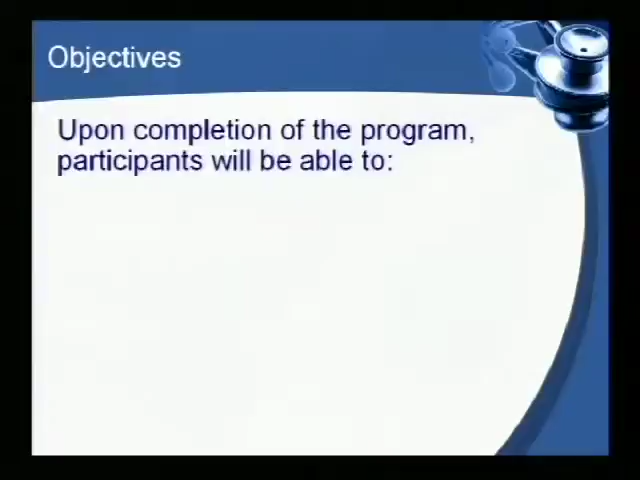 Objectives
Upon completion of the program,
participants will be able to: